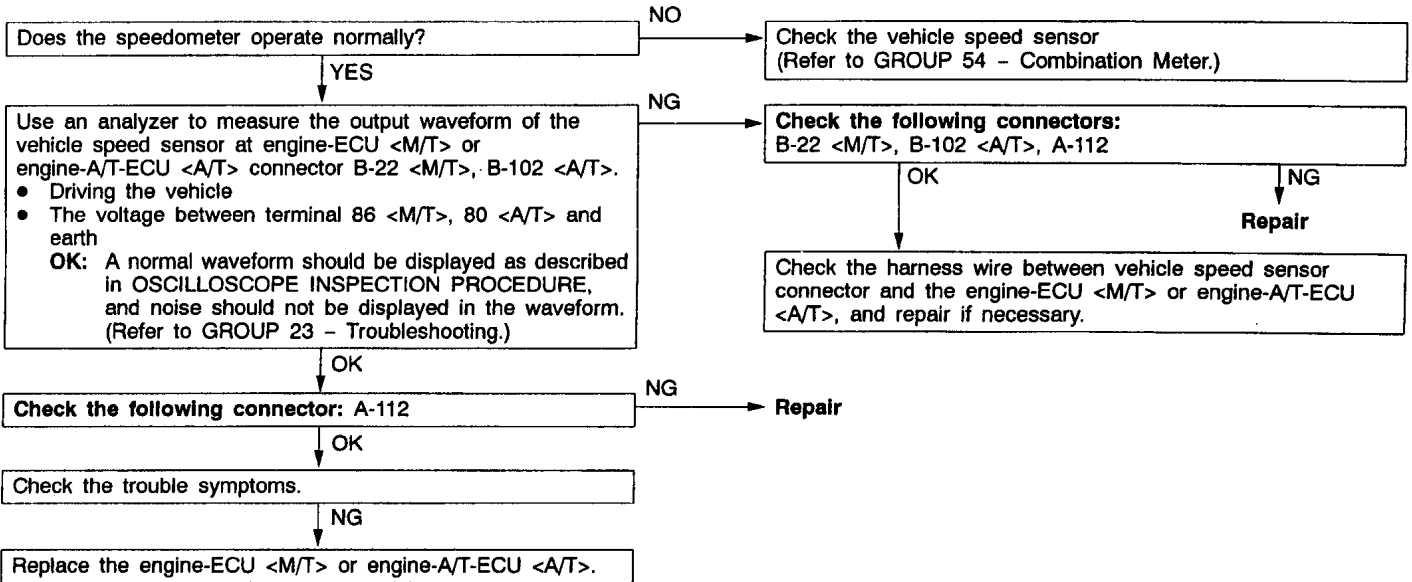 Does the speedometer operate normally?
NO
Check the vehicle speed sensor
(Refer to GROUP 54 – Combination Meter.)
YES
Use an analyzer to measure the output waveform of the
vehicle speed sensor at engine-ECU <M/T> or
engine-A/T-ECU <A/T> connector B-22 <M/T>, B-102 <A/T>.
● Driving the vehicle
● The voltage between terminal 86 <M/T>, 80 <A/T> and
earth
OK: A normal waveform should be displayed as described
in OSCILLOSCOPE INSPECTION PROCEDURE,
and noise should not be displayed in the waveform.
(Refer to GROUP 23 – Troubleshooting.)
NG
Check the following connectors:
B-22 <M/T>, B-102 <A/T>, A-112
OK
NG
Repair
Check the harness wire between vehicle speed sensor
connector and the engine-ECU <M/T> or engine-A/T-ECU
<A/T>, and repair if necessary.
OK
Check the following connector: A-112
NG
Repair
OK
Check the trouble symptoms.
NG
Replace the engine-ECU <M/T> or engine-A/T-ECU <A/T>.